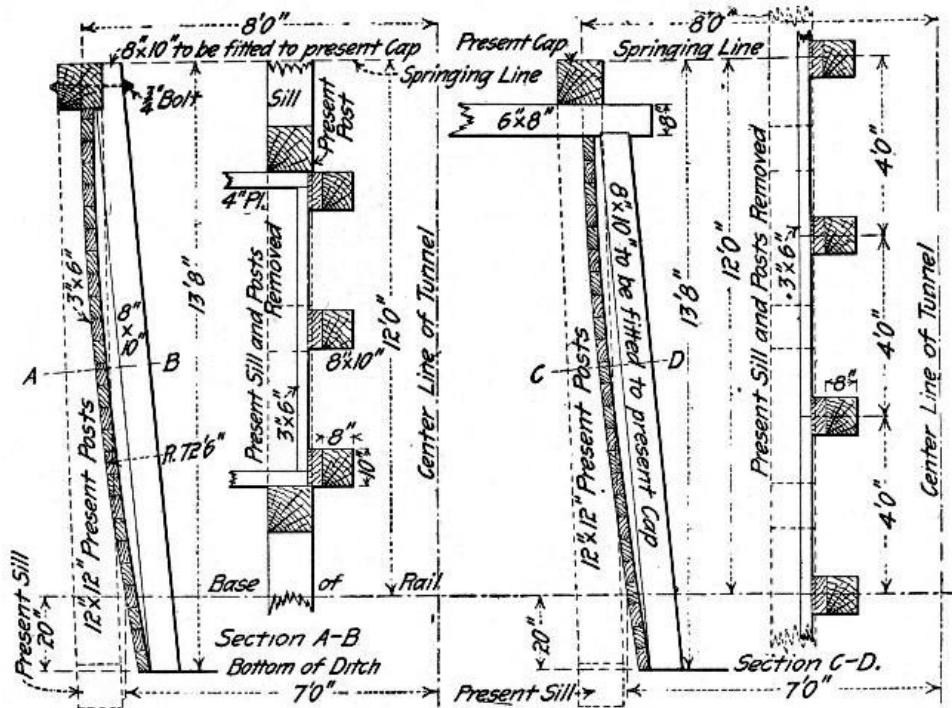 8'0"
8"x10" to be fitted to present Cap
Springing Line
3/4" Bolt
Sill
Present Post
4" Pl.
3"x6"
8" x 10"
13'8"
Present Sill and Posts Removed
12'0"
Center Line of Tunnel
A
B
8"x10"
3"x6"
8"
10"
R.72'6"
12"x12" Present Posts
Present Sill
20"
Base of Rail
Section A-B
Bottom of Ditch
7'0"
8'0"
Present Cap
Springing Line
6"x8"
8"
8"x10" to be fitted to present Cap
13'8"
12'0"
Present Sill and Posts Removed
3"x6"
4'0"
4'0"
4'0"
8"
Center Line of Tunnel
C
D
12"x12" Present Posts
20"
Section C-D.
Present Sill
7'0"